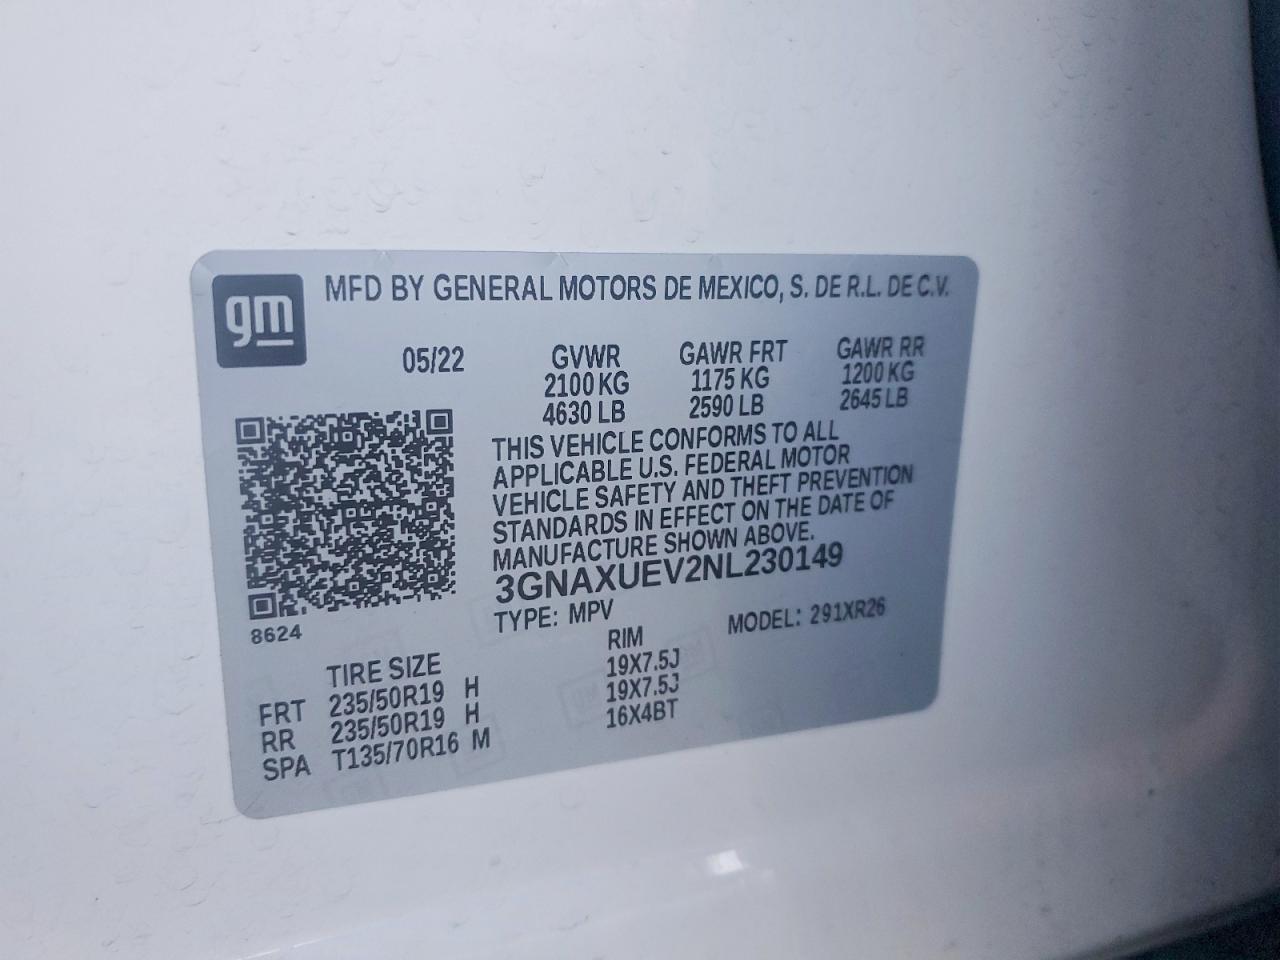 gm
MFD BY GENERAL MOTORS DE MEXICO, S. DE R.L. DE C.V.
05/22 GVWR GAWR FRT GAWR RR
2100 KG 1175 KG 1200 KG
4630 LB 2590 LB 2645 LB
THIS VEHICLE CONFORMS TO ALL
APPLICABLE U.S. FEDERAL MOTOR
VEHICLE SAFETY AND THEFT PREVENTION
STANDARDS IN EFFECT ON THE DATE OF
MANUFACTURE SHOWN ABOVE.
3GNAXUEV2NL230149
TYPE: MPV MODEL: 291XR26
8624
TIRE SIZE RIM
FRT 235/50R19 H 19X7.5J
RR 235/50R19 H 19X7.5J
SPA T135/70R16 M 16X4BT